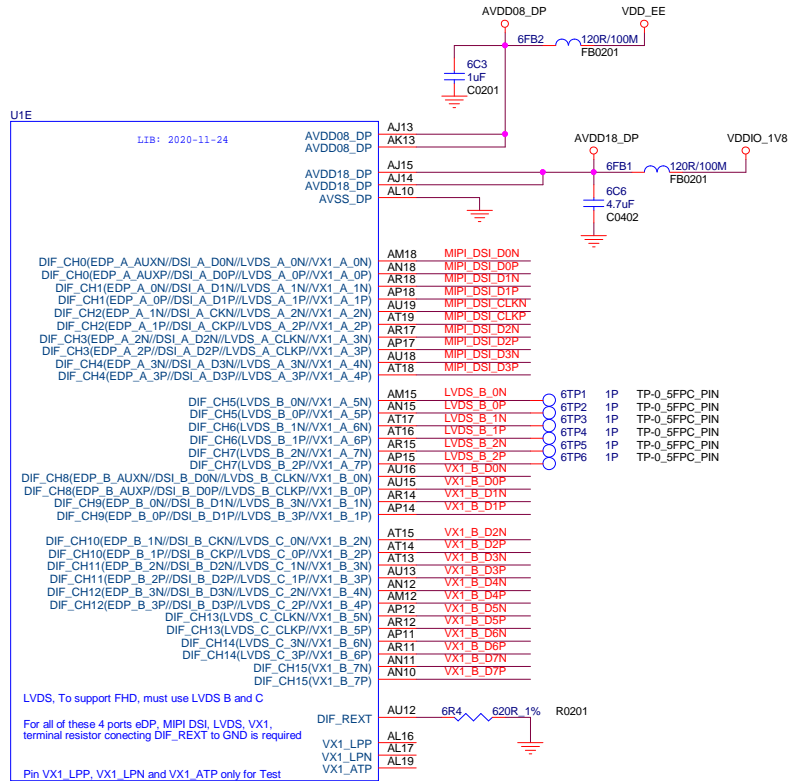 AVDD08_DP VDD_EE
6FB2 120R/100M
FB0201
6C3
1uF
C0201
U1E
LIB: 2020-11-24
AVDD08_DP AJ13
AVDD08_DP AK13
AVDD18_DP VDDIO_1V8
6FB1 120R/100M
FB0201
6C6
4.7uF
C0402
AVDD18_DP AJ15
AVDD18_DP AJ14
AVSS_DP AL10
DIF_CH0(EDP_A_AUXN//DSI_A_D0N//LVDS_A_0N//VX1_A_0N) AM18 MIPI_DSI_D0N
DIF_CH0(EDP_A_AUXP//DSI_A_D0P//LVDS_A_0P//VX1_A_0P) AN18 MIPI_DSI_D0P
DIF_CH1(EDP_A_0N//DSI_A_D1N//LVDS_A_1N//VX1_A_1N) AR18 MIPI_DSI_D1N
DIF_CH1(EDP_A_0P//DSI_A_D1P//LVDS_A_1P//VX1_A_1P) AP18 MIPI_DSI_D1P
DIF_CH2(EDP_A_1N//DSI_A_CKN//LVDS_A_2N//VX1_A_2N) AU19 MIPI_DSI_CLKN
DIF_CH2(EDP_A_1P//DSI_A_CKP//LVDS_A_2P//VX1_A_2P) AT19 MIPI_DSI_CLKP
DIF_CH3(EDP_A_2N//DSI_A_D2N//LVDS_A_CLKN//VX1_A_3N) AR17 MIPI_DSI_D2N
DIF_CH3(EDP_A_2P//DSI_A_D2P//LVDS_A_CLKP//VX1_A_3P) AP17 MIPI_DSI_D2P
DIF_CH4(EDP_A_3N//DSI_A_D3N//LVDS_A_3N//VX1_A_4N) AU18 MIPI_DSI_D3N
DIF_CH4(EDP_A_3P//DSI_A_D3P//LVDS_A_3P//VX1_A_4P) AT18 MIPI_DSI_D3P
DIF_CH5(LVDS_B_0N//VX1_A_5N) AM15 LVDS_B_0N 6TP1 1P TP-0_5FPC_PIN
DIF_CH5(LVDS_B_0P//VX1_A_5P) AN15 LVDS_B_0P 6TP2 1P TP-0_5FPC_PIN
DIF_CH6(LVDS_B_1N//VX1_A_6N) AT17 LVDS_B_1N 6TP3 1P TP-0_5FPC_PIN
DIF_CH6(LVDS_B_1P//VX1_A_6P) AT16 LVDS_B_1P 6TP4 1P TP-0_5FPC_PIN
DIF_CH7(LVDS_B_2N//VX1_A_7N) AR15 LVDS_B_2N 6TP5 1P TP-0_5FPC_PIN
DIF_CH7(LVDS_B_2P//VX1_A_7P) AP15 LVDS_B_2P 6TP6 1P TP-0_5FPC_PIN
DIF_CH8(EDP_B_AUXN//DSI_B_D0N//LVDS_B_CLKN//VX1_B_0N) AU16 VX1_B_D0N
DIF_CH8(EDP_B_AUXP//DSI_B_D0P//LVDS_B_CLKP//VX1_B_0P) AU15 VX1_B_D0P
DIF_CH9(EDP_B_0N//DSI_B_D1N//LVDS_B_3N//VX1_B_1N) AR14 VX1_B_D1N
DIF_CH9(EDP_B_0P//DSI_B_D1P//LVDS_B_3P//VX1_B_1P) AP14 VX1_B_D1P
DIF_CH10(EDP_B_1N//DSI_B_CKN//LVDS_C_0N//VX1_B_2N) AT15 VX1_B_D2N
DIF_CH10(EDP_B_1P//DSI_B_CKP//LVDS_C_0P//VX1_B_2P) AT14 VX1_B_D2P
DIF_CH11(EDP_B_2N//DSI_B_D2N//LVDS_C_1N//VX1_B_3N) AT13 VX1_B_D3N
DIF_CH11(EDP_B_2P//DSI_B_D2P//LVDS_C_1P//VX1_B_3P) AU13 VX1_B_D3P
DIF_CH12(EDP_B_3N//DSI_B_D3N//LVDS_C_2N//VX1_B_4N) AN12 VX1_B_D4N
DIF_CH12(EDP_B_3P//DSI_B_D3P//LVDS_C_2P//VX1_B_4P) AM12 VX1_B_D4P
DIF_CH13(LVDS_C_CLKN//VX1_B_5N) AP12 VX1_B_D5N
DIF_CH13(LVDS_C_CLKP//VX1_B_5P) AR12 VX1_B_D5P
DIF_CH14(LVDS_C_3N//VX1_B_6N) AP11 VX1_B_D6N
DIF_CH14(LVDS_C_3P//VX1_B_6P) AR11 VX1_B_D6P
DIF_CH15(VX1_B_7N) AN11 VX1_B_D7N
DIF_CH15(VX1_B_7P) AN10 VX1_B_D7P
LVDS, To support FHD, must use LVDS B and C
DIF_REXT AU12 6R4 620R_1% R0201
For all of these 4 ports eDP, MIPI DSI, LVDS, VX1,
terminal resistor conecting DIF_REXT to GND is required
VX1_LPP AL16
VX1_LPN AL17
VX1_ATP AL19
Pin VX1_LPP, VX1_LPN and VX1_ATP only for Test